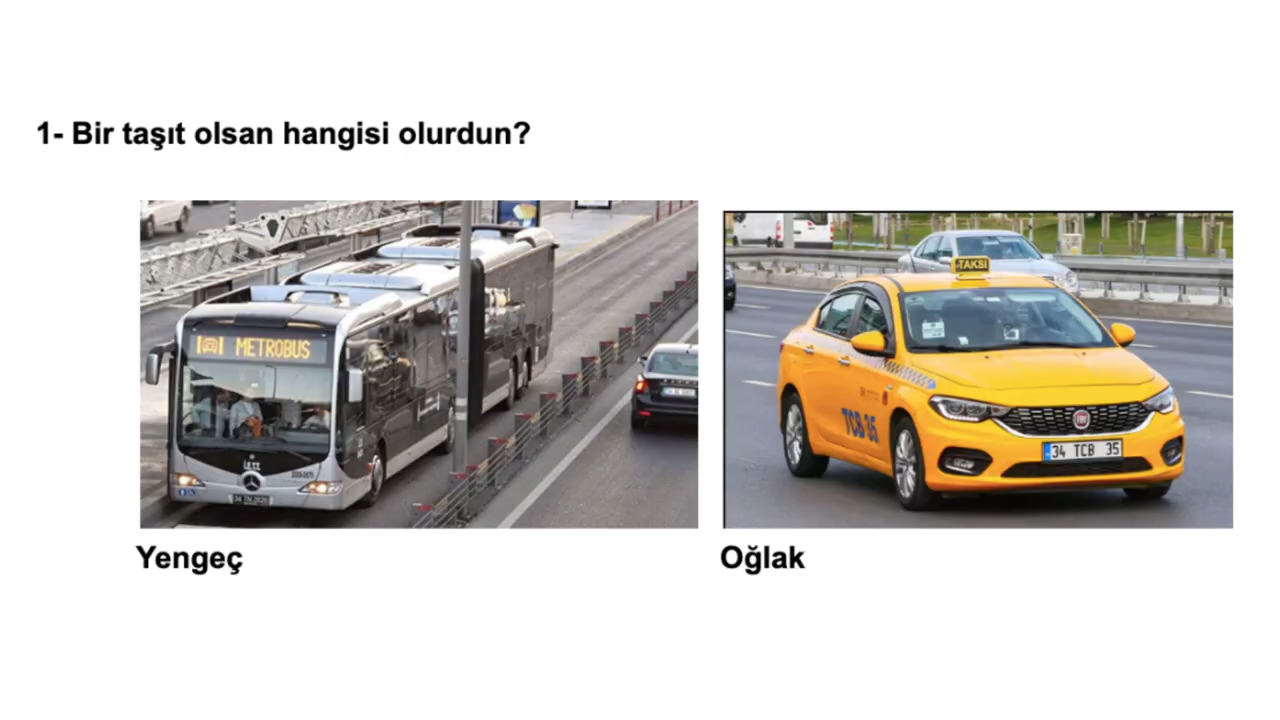 1- Bir taşıt olsan hangisi olurdun?
METROBUS
TAKSİ
TCB 35
34 TCB 35
Yengeç
Oğlak